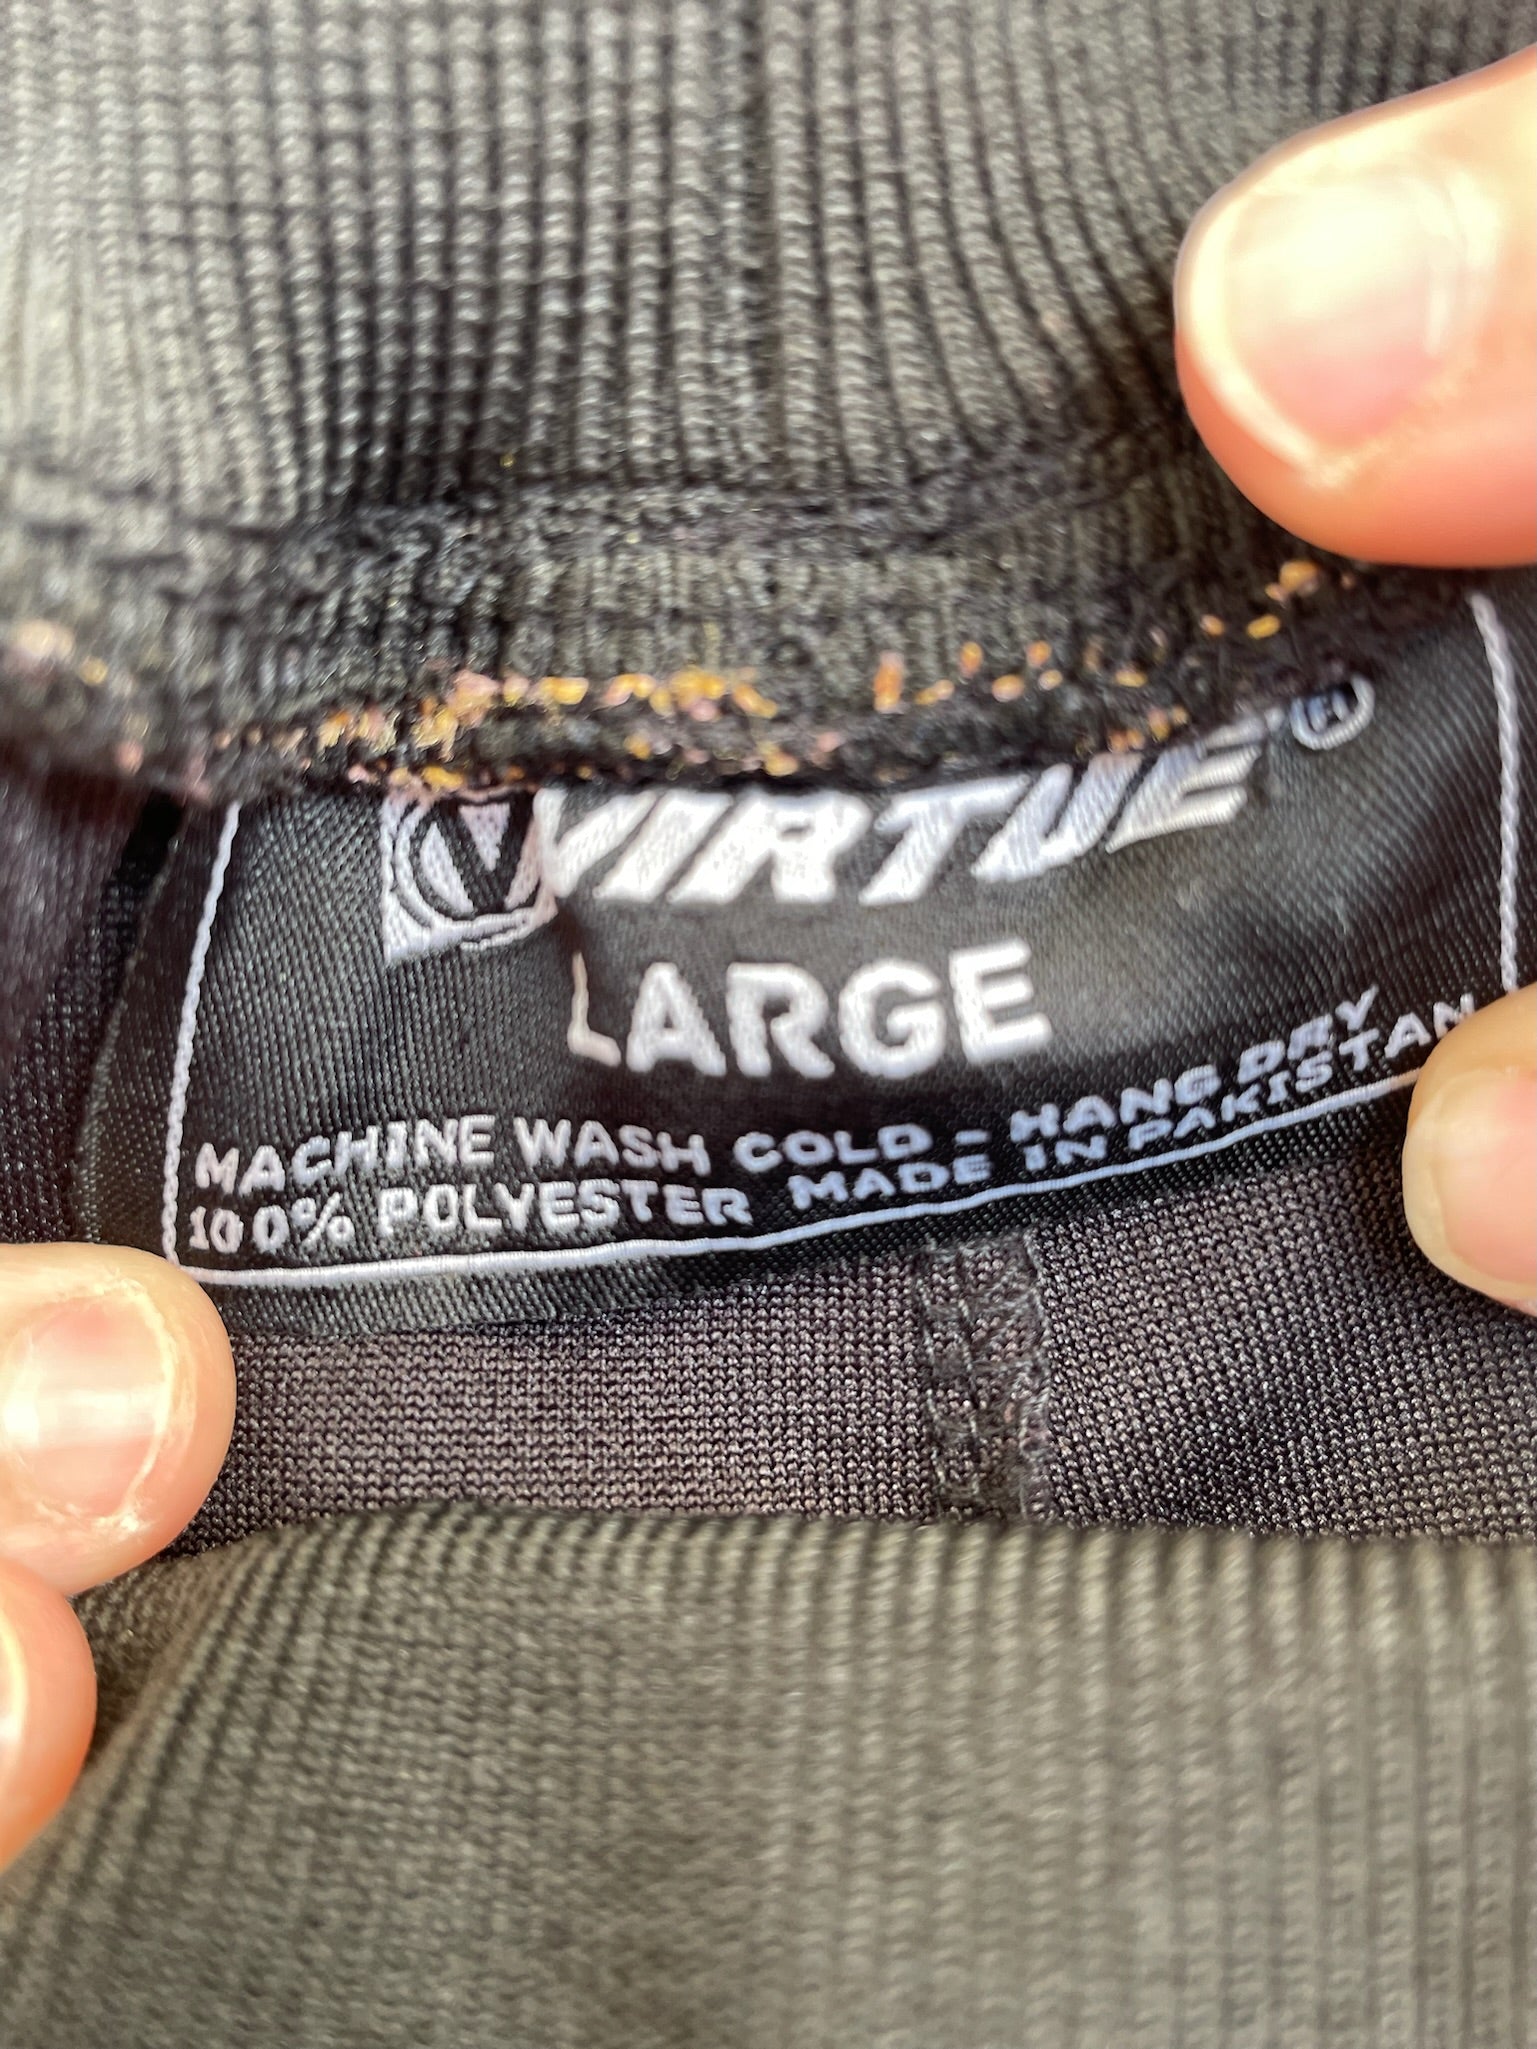 VIRTUE®
LARGE
MACHINE WASH COLD - HANG DRY
100% POLYESTER MADE IN PAKISTAN